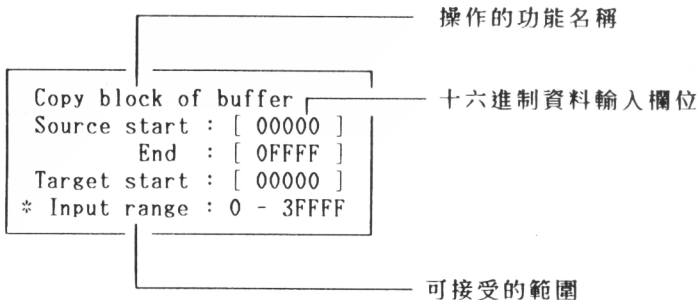 操作的功能名稱
Copy block of buffer
十六進制資料輸入欄位
Source start : [ 00000 ]
End : [ 0FFFF ]
Target start : [ 00000 ]
* Input range : 0 - 3FFFF
可接受的範圍